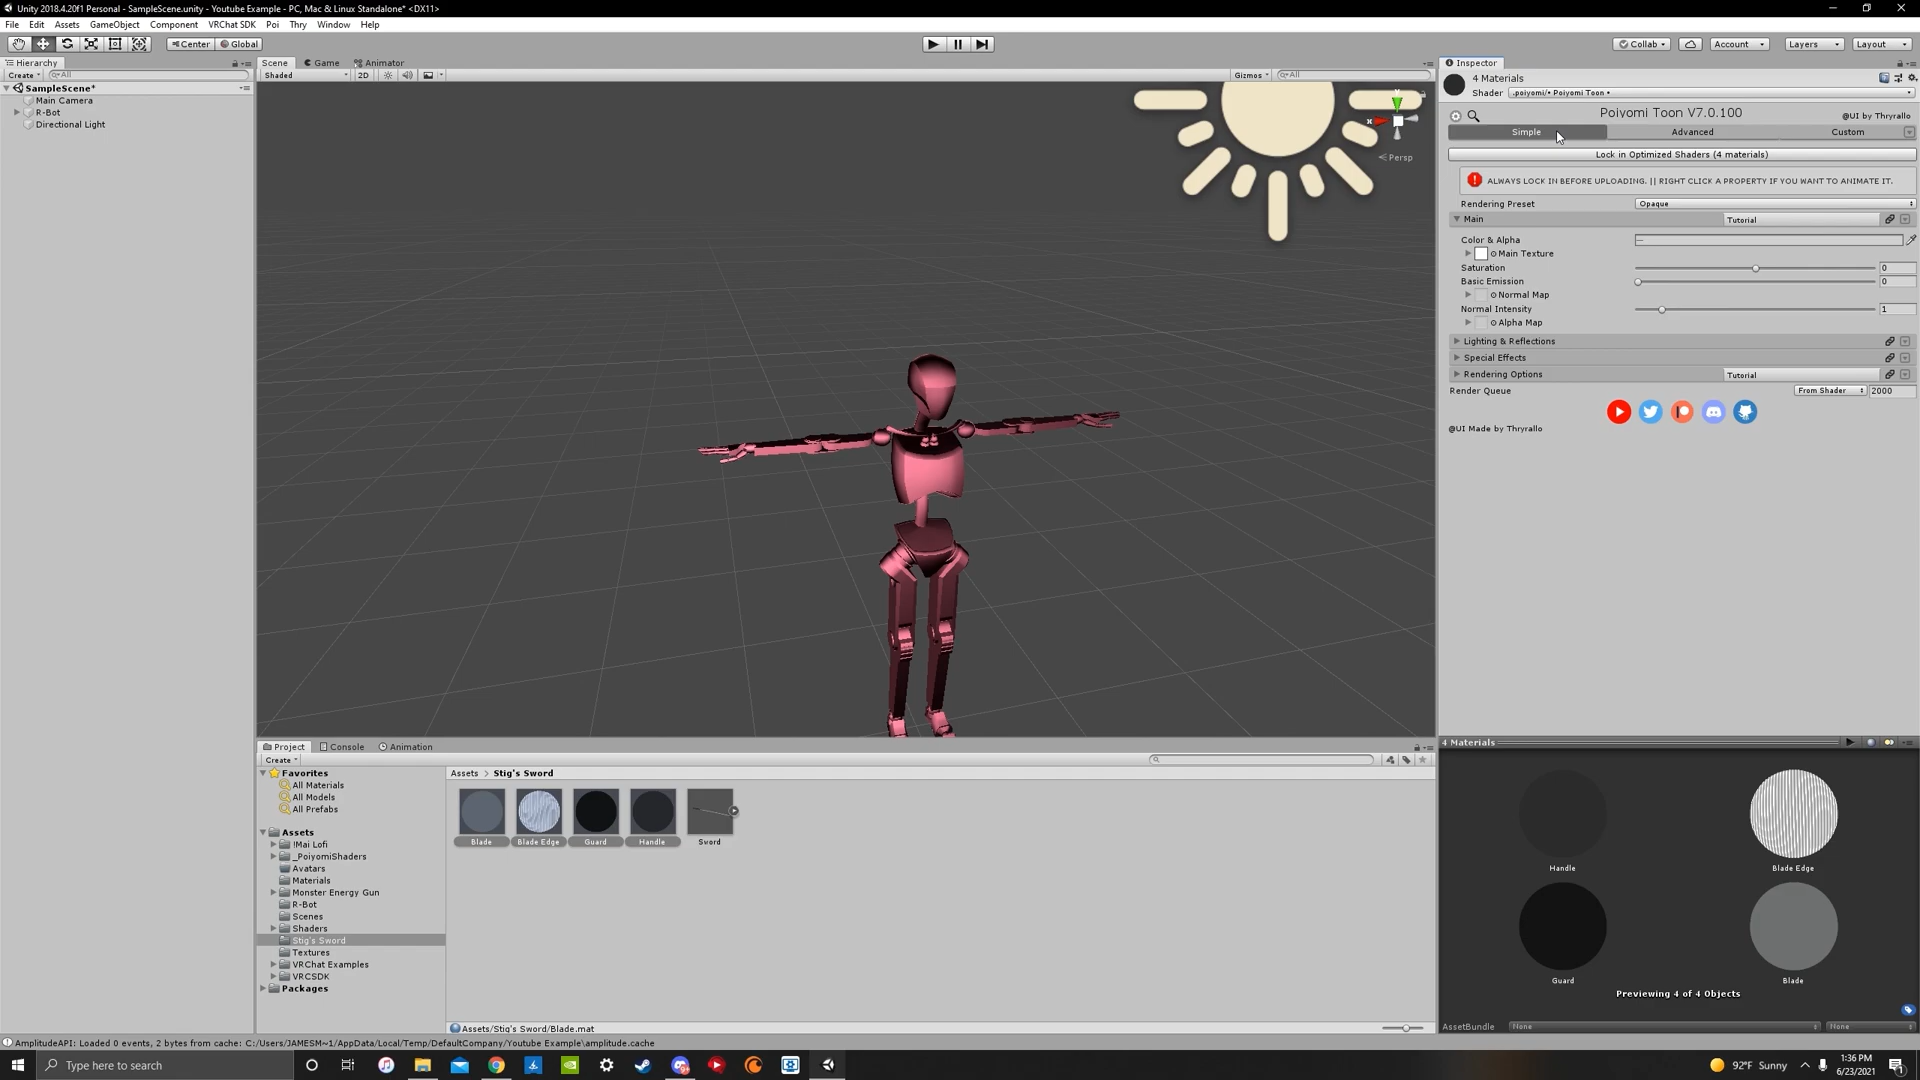 Unity 2018.4.20f1 Personal - SampleScene.unity - Youtube Example - PC, Mac & Linux Standalone* <DX11>
File Edit Assets GameObject Component VRChat SDK Poi Thry Window Help
Center Global
Collab Account Layers Layout
Hierarchy
Create All
SampleScene*
Main Camera
R-Bot
Directional Light
Scene Game Animator
Shaded 2D Gizmos All
x
Persp
Inspector
4 Materials
Shader .poiyomi/• Poiyomi Toon •
Poiyomi Toon V7.0.100
@UI by Thryrallo
Simple Advanced Custom
Lock in Optimized Shaders (4 materials)
ALWAYS LOCK IN BEFORE UPLOADING. || RIGHT CLICK A PROPERTY IF YOU WANT TO ANIMATE IT.
Rendering Preset Opaque
Main Tutorial
Color & Alpha —
Main Texture
Saturation 0
Basic Emission 0
Normal Map
Normal Intensity 1
Alpha Map
Lighting & Reflections
Special Effects
Rendering Options Tutorial
Render Queue From Shader 2000
@UI Made by Thryrallo
Project Console Animation
Create
Favorites
All Materials
All Models
All Prefabs
Assets
!Mai Lofi
_PoiyomiShaders
Avatars
Materials
Monster Energy Gun
R-Bot
Scenes
Shaders
Stig's Sword
Textures
VRChat Examples
VRCSDK
Packages
Assets > Stig's Sword
Blade Blade Edge Guard Handle Sword
Assets/Stig's Sword/Blade.mat
4 Materials
Handle Blade Edge
Guard Blade
Previewing 4 of 4 Objects
AssetBundle None None
AmplitudeAPI: Loaded 0 events, 2 bytes from cache: C:/Users/JAMESM~1/AppData/Local/Temp/DefaultCompany/Youtube Example\amplitude.cache
Type here to search
92°F Sunny
1:36 PM
6/23/2021